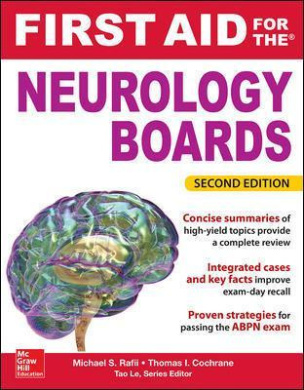 FIRST AID FOR THE®
NEUROLOGY
BOARDS
SECOND EDITION
Concise summaries of
high-yield topics provide
a complete review
Integrated cases
and key facts improve
exam-day recall
Proven strategies for
passing the ABPN exam
Mc
Graw
Hill
Education
Michael S. Rafii • Thomas I. Cochrane
Tao Le, Series Editor